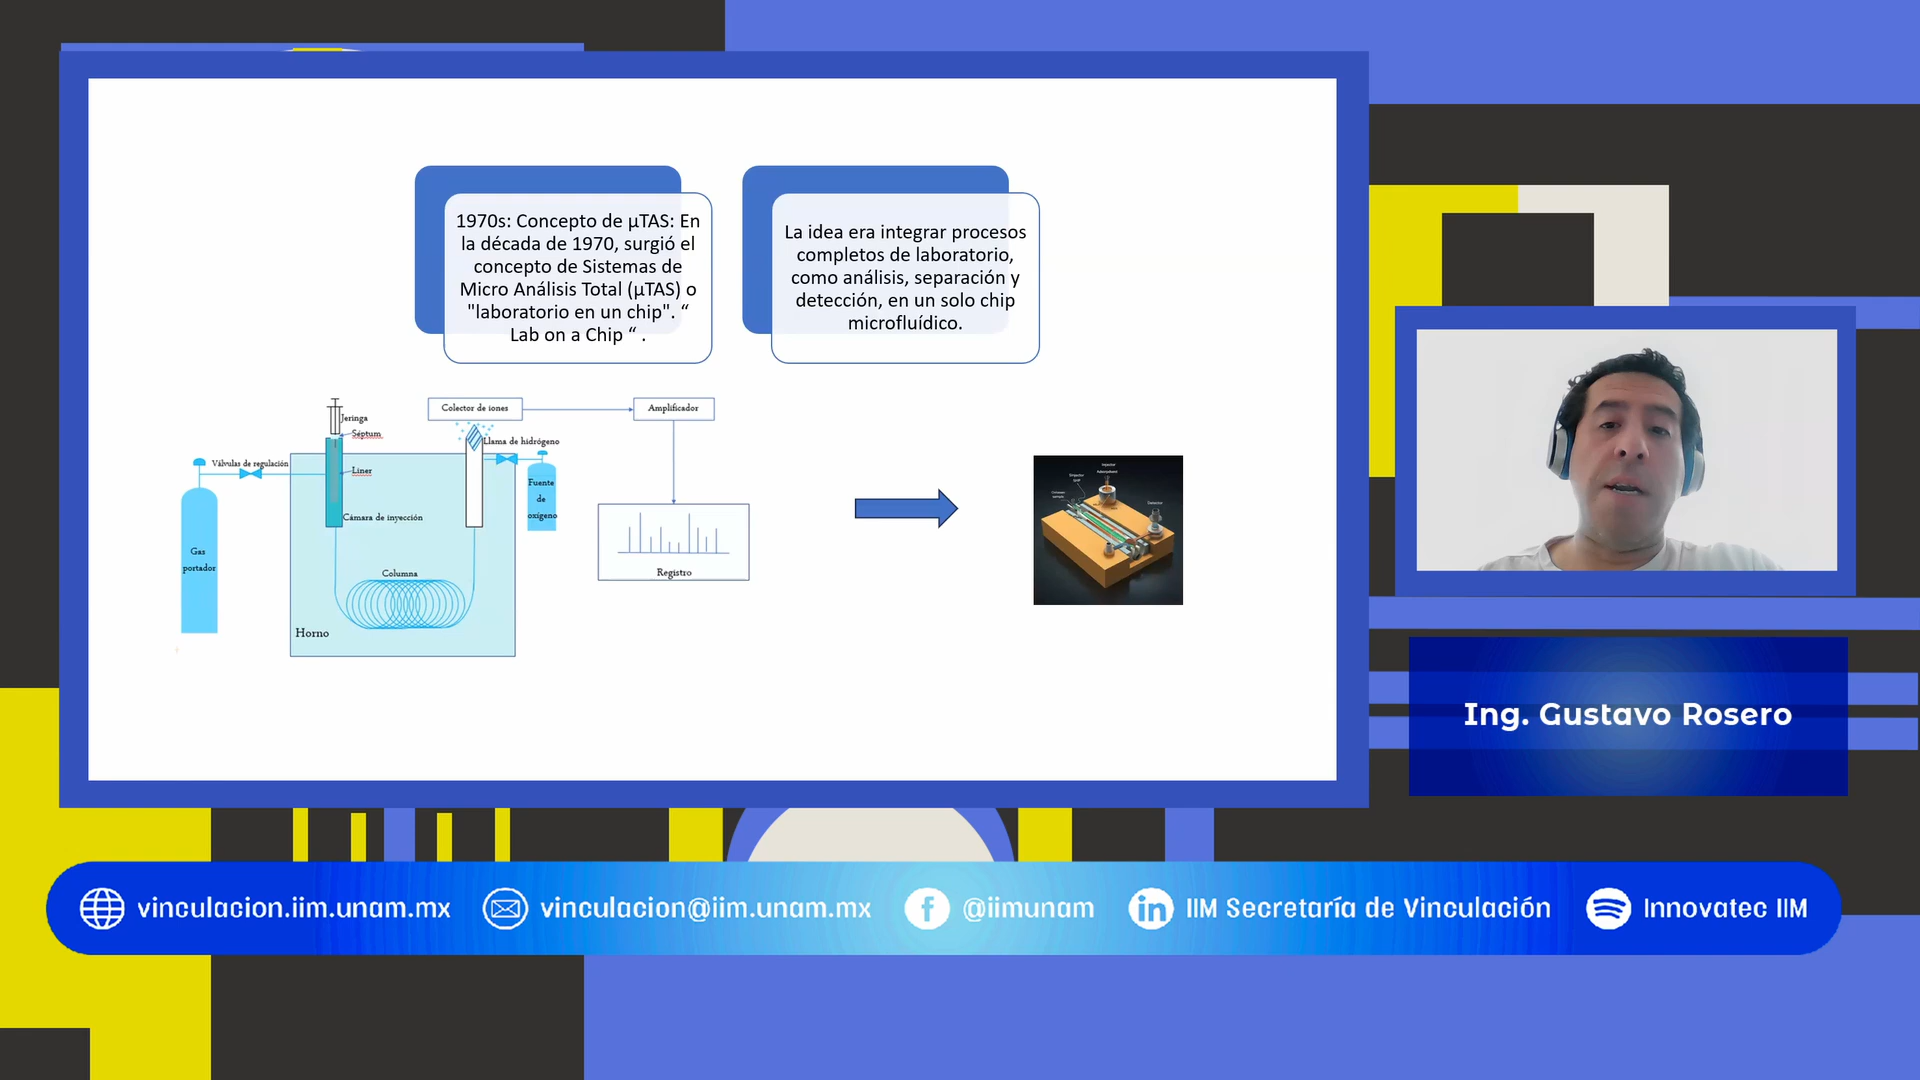 1970s: Concepto de µTAS: En
la década de 1970, surgió el
concepto de Sistemas de
Micro Análisis Total (µTAS) o
"laboratorio en un chip". “
Lab on a Chip “ .
La idea era integrar procesos
completos de laboratorio,
como análisis, separación y
detección, en un solo chip
microfluídico.
Jeringa
Séptum
Válvulas de regulación
Liner
Cámara de inyección
Gas
portador
Columna
Horno
Colector de iones
Llama de hidrógeno
Fuente
de
oxígeno
Amplificador
Registro
Injector
Detector
Ing. Gustavo Rosero
vinculacion.iim.unam.mx
vinculacion@iim.unam.mx
@iimunam
IIM Secretaría de Vinculación
Innovatec IIM